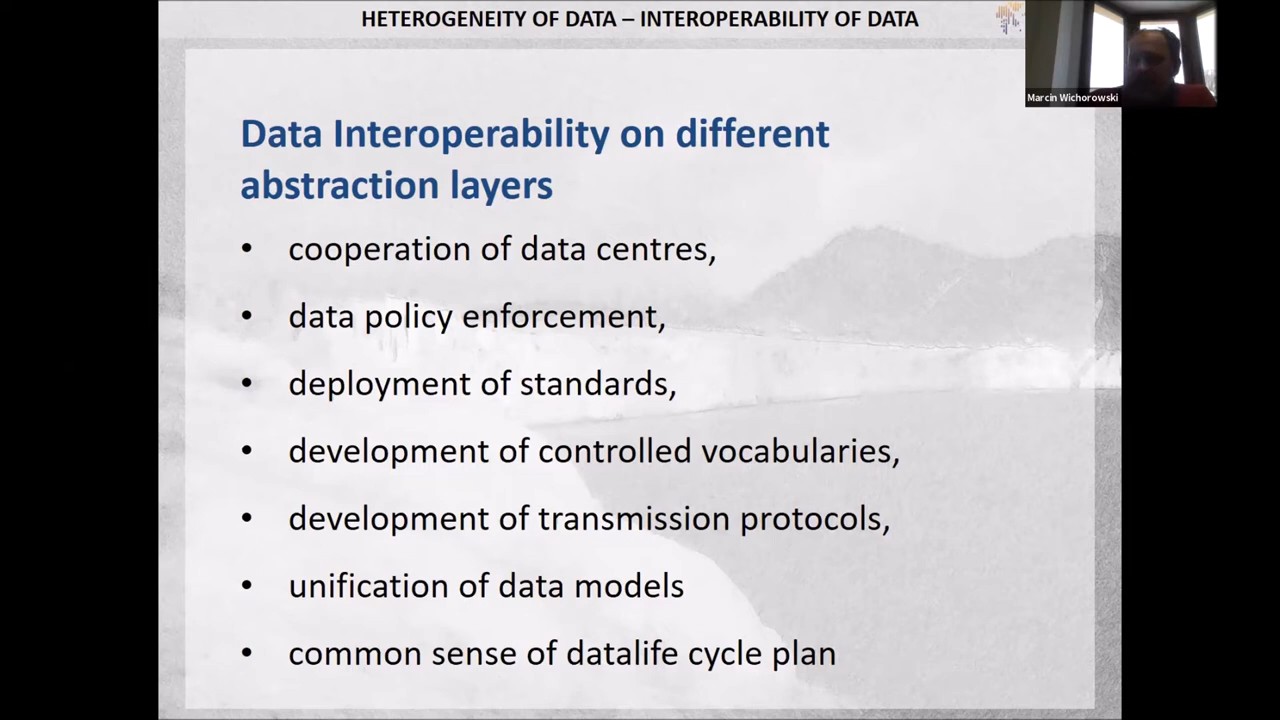 HETEROGENEITY OF DATA – INTEROPERABILITY OF DATA
Marcin Wichorowski
Data Interoperability on different
abstraction layers
• cooperation of data centres,
• data policy enforcement,
• deployment of standards,
• development of controlled vocabularies,
• development of transmission protocols,
• unification of data models
• common sense of datalife cycle plan